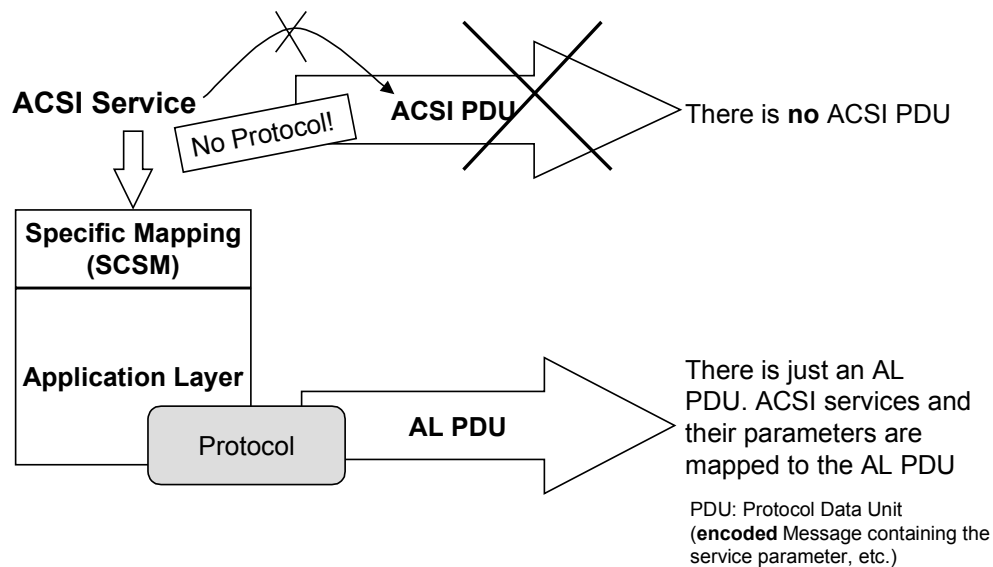 ACSI Service
No Protocol!
ACSI PDU
There is no ACSI PDU
Specific Mapping
(SCSM)
Application Layer
Protocol
AL PDU
There is just an AL
PDU. ACSI services and
their parameters are
mapped to the AL PDU
PDU: Protocol Data Unit
(encoded Message containing the
service parameter, etc.)